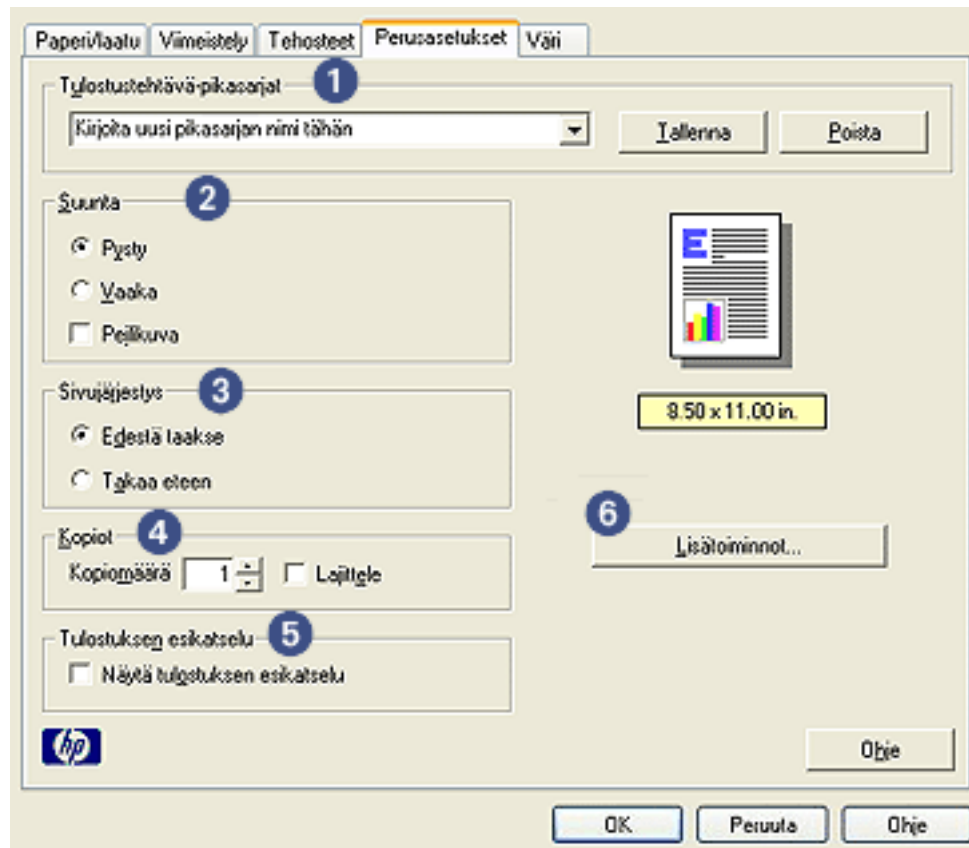 Paperi/laatu Viimeistely Tehosteet Perusasetukset Väri
Tulostustehtävä-pikasarjat 1
Kirjoita uusi pikasarjan nimi tähän Tallenna Poista
Suunta 2
Pysty
Vaaka
Peilikuva
E
8.50 x 11.00 in.
Sivujärjestys 3
Edestä taakse
Takaa eteen
6
Lisätoiminnot...
Kopiot 4
Kopiomäärä 1 Lajittele
Tulostuksen esikatselu 5
Näytä tulostuksen esikatselu
hp
Ohje
OK Peruuta Ohje